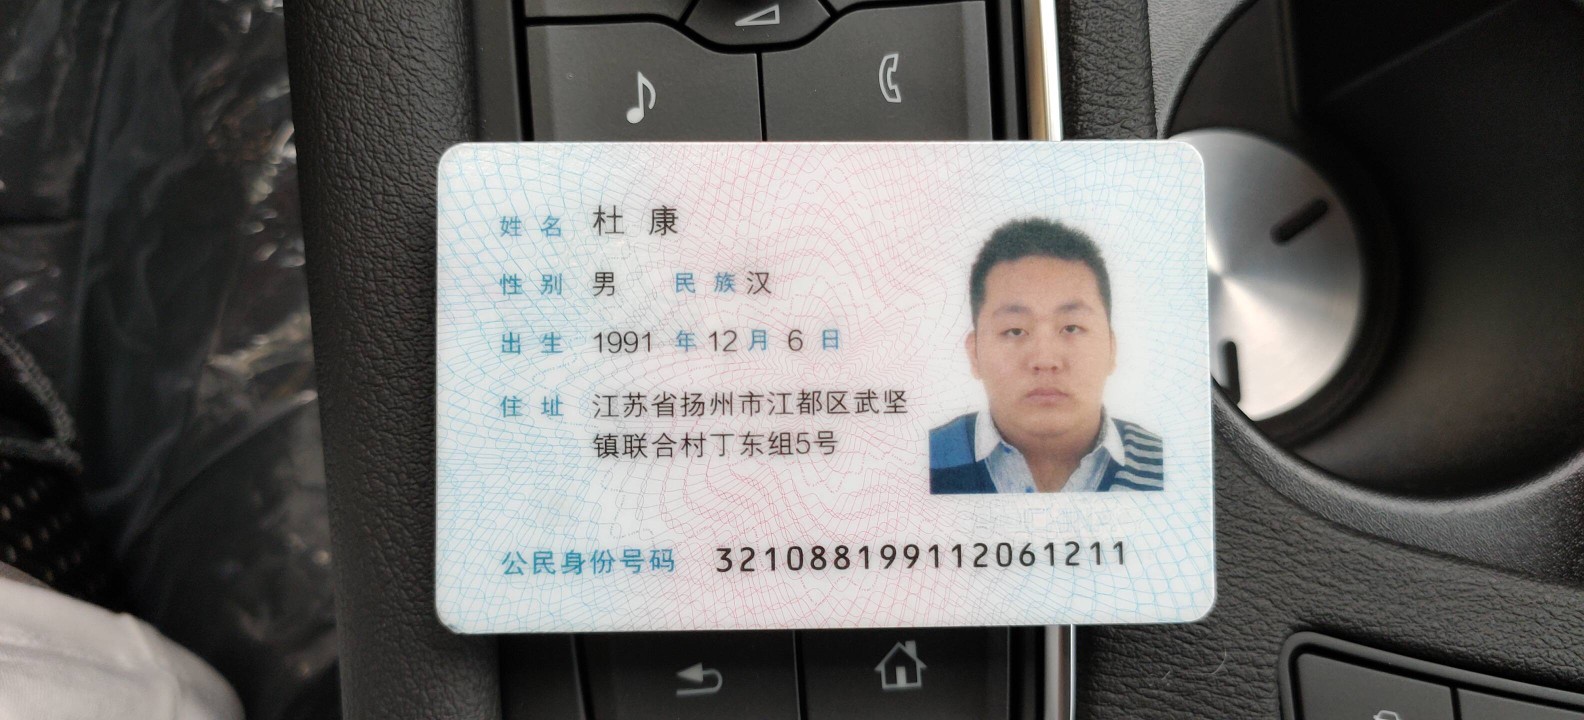 姓名 杜康
性别 男 民族 汉
出生 1991 年 12 月 6 日
住址 江苏省扬州市江都区武坚
镇联合村丁东组5号
公民身份号码 321088199112061211